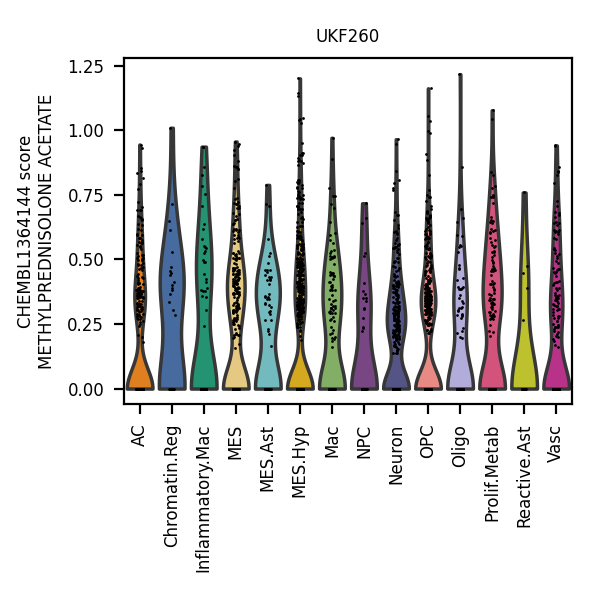 UKF260
CHEMBL1364144 score
METHYLPREDNISOLONE ACETATE
1.25
1.00
0.75
0.50
0.25
0.00
AC
Chromatin.Reg
Inflammatory.Mac
MES
MES.Ast
MES.Hyp
Mac
NPC
Neuron
OPC
Oligo
Prolif.Metab
Reactive.Ast
Vasc